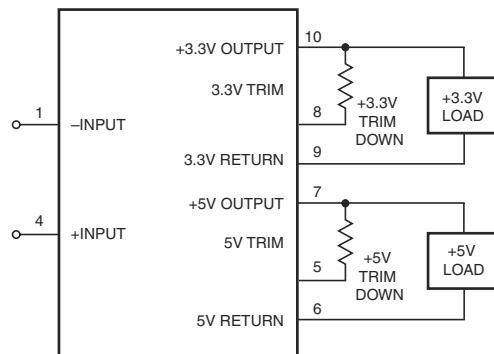 10
+3.3V OUTPUT
3.3V TRIM
8
+3.3V
TRIM
DOWN
+3.3V
LOAD
1
–INPUT
3.3V RETURN
9
+5V OUTPUT
7
4
+INPUT
5V TRIM
5
+5V
TRIM
DOWN
+5V
LOAD
5V RETURN
6